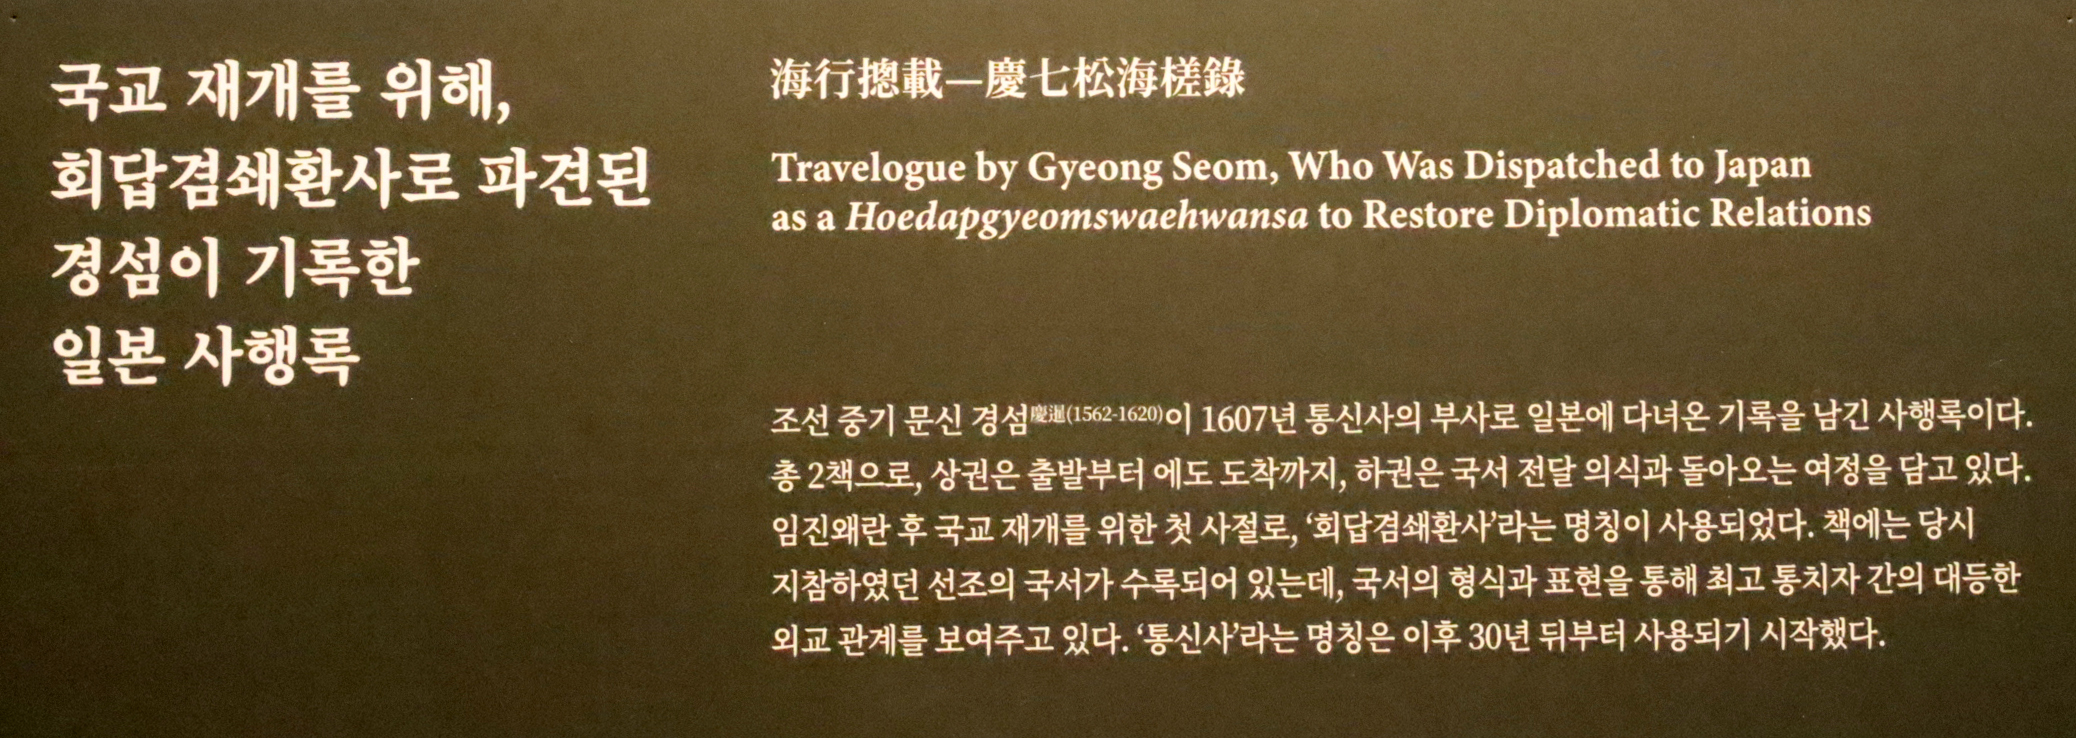 국교 재개를 위해,
회답겸쇄환사로 파견된
경섬이 기록한
일본 사행록
海行摠載—慶七松海槎錄
Travelogue by Gyeong Seom, Who Was Dispatched to Japan
as a Hoedapgyeomswaehwansa to Restore Diplomatic Relations
조선 중기 문신 경섬慶暹(1562-1620)이 1607년 통신사의 부사로 일본에 다녀온 기록을 남긴 사행록이다.
총 2책으로, 상권은 출발부터 에도 도착까지, 하권은 국서 전달 의식과 돌아오는 여정을 담고 있다.
임진왜란 후 국교 재개를 위한 첫 사절로, ‘회답겸쇄환사’라는 명칭이 사용되었다. 책에는 당시
지참하였던 선조의 국서가 수록되어 있는데, 국서의 형식과 표현을 통해 최고 통치자 간의 대등한
외교 관계를 보여주고 있다. ‘통신사’라는 명칭은 이후 30년 뒤부터 사용되기 시작했다.